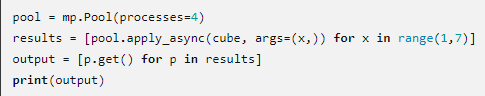 pool = mp.Pool(processes=4)
results = [pool.apply_async(cube, args=(x,)) for x in range(1,7)]
output = [p.get() for p in results]
print(output)